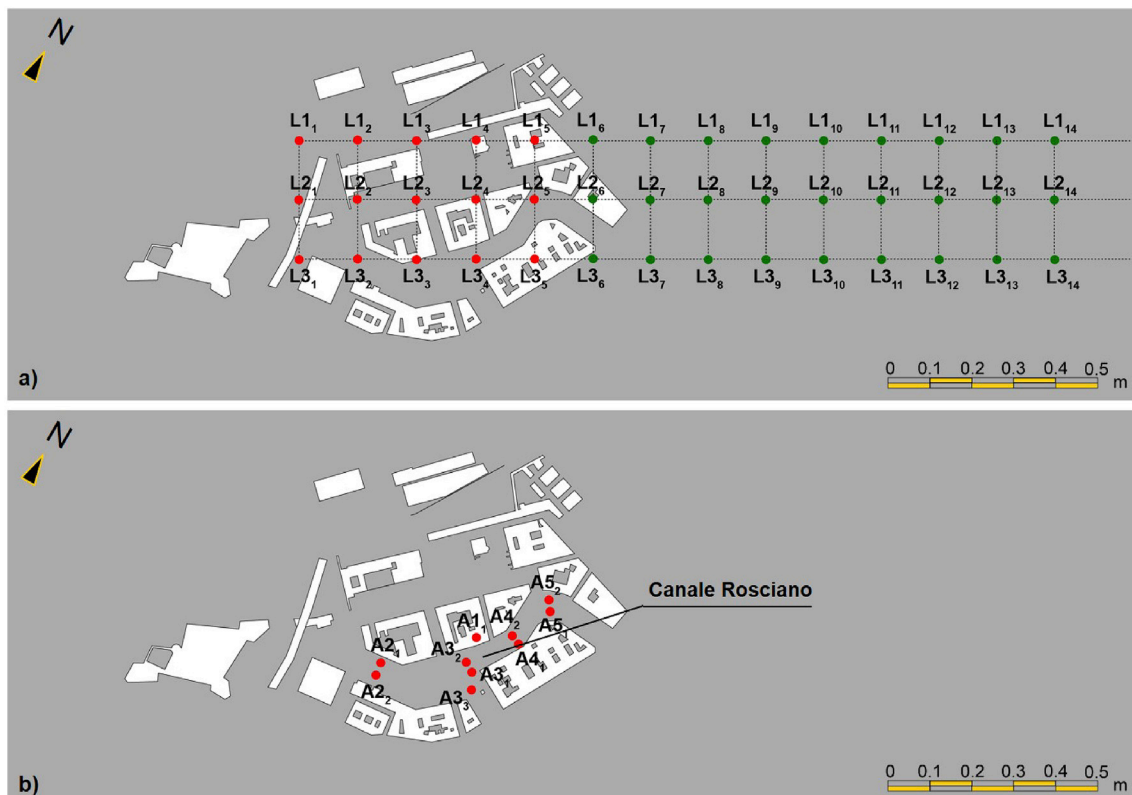 N
L1₁ L1₂ L1₃ L1₄ L1₅ L1₆ L1₇ L1₈ L1₉ L1₁₀ L1₁₁ L1₁₂ L1₁₃ L1₁₄
L2₁ L2₂ L2₃ L2₄ L2₅ L2₆ L2₇ L2₈ L2₉ L2₁₀ L2₁₁ L2₁₂ L2₁₃ L2₁₄
L3₁ L3₂ L3₃ L3₄ L3₅ L3₆ L3₇ L3₈ L3₉ L3₁₀ L3₁₁ L3₁₂ L3₁₃ L3₁₄
0 0.1 0.2 0.3 0.4 0.5
m
a)
N
Canale Rosciano
A5₂
A1₁ A4₂ A5₁
A2₁ A3₂ A4₁
A3₁
A2₂ A3₃
0 0.1 0.2 0.3 0.4 0.5
m
b)